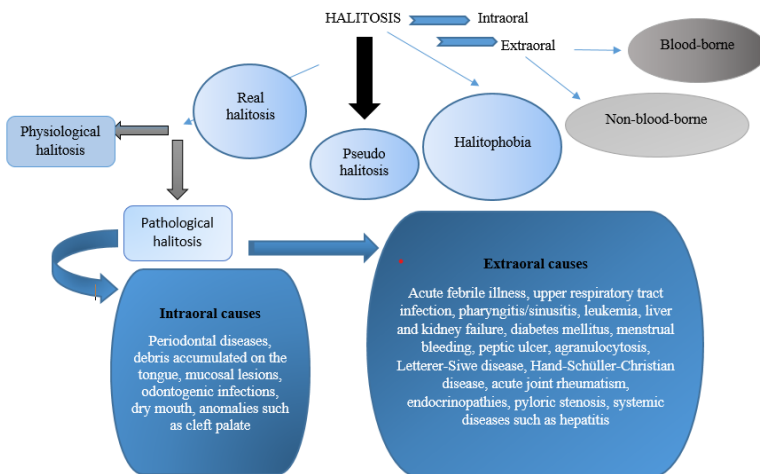 HALITOSIS
Intraoral
Extraoral
Blood-borne
Non-blood-borne
Real
halitosis
Physiological
halitosis
Pseudo
halitosis
Halitophobia
Pathological
halitosis
Intraoral causes
Periodontal diseases,
debris accumulated on the
tongue, mucosal lesions,
odontogenic infections,
dry mouth, anomalies such
as cleft palate
Extraoral causes
Acute febrile illness, upper respiratory tract
infection, pharyngitis/sinusitis, leukemia, liver
and kidney failure, diabetes mellitus, menstrual
bleeding, peptic ulcer, agranulocytosis,
Letterer-Siwe disease, Hand-Schüller-Christian
disease, acute joint rheumatism,
endocrinopathies, pyloric stenosis, systemic
diseases such as hepatitis